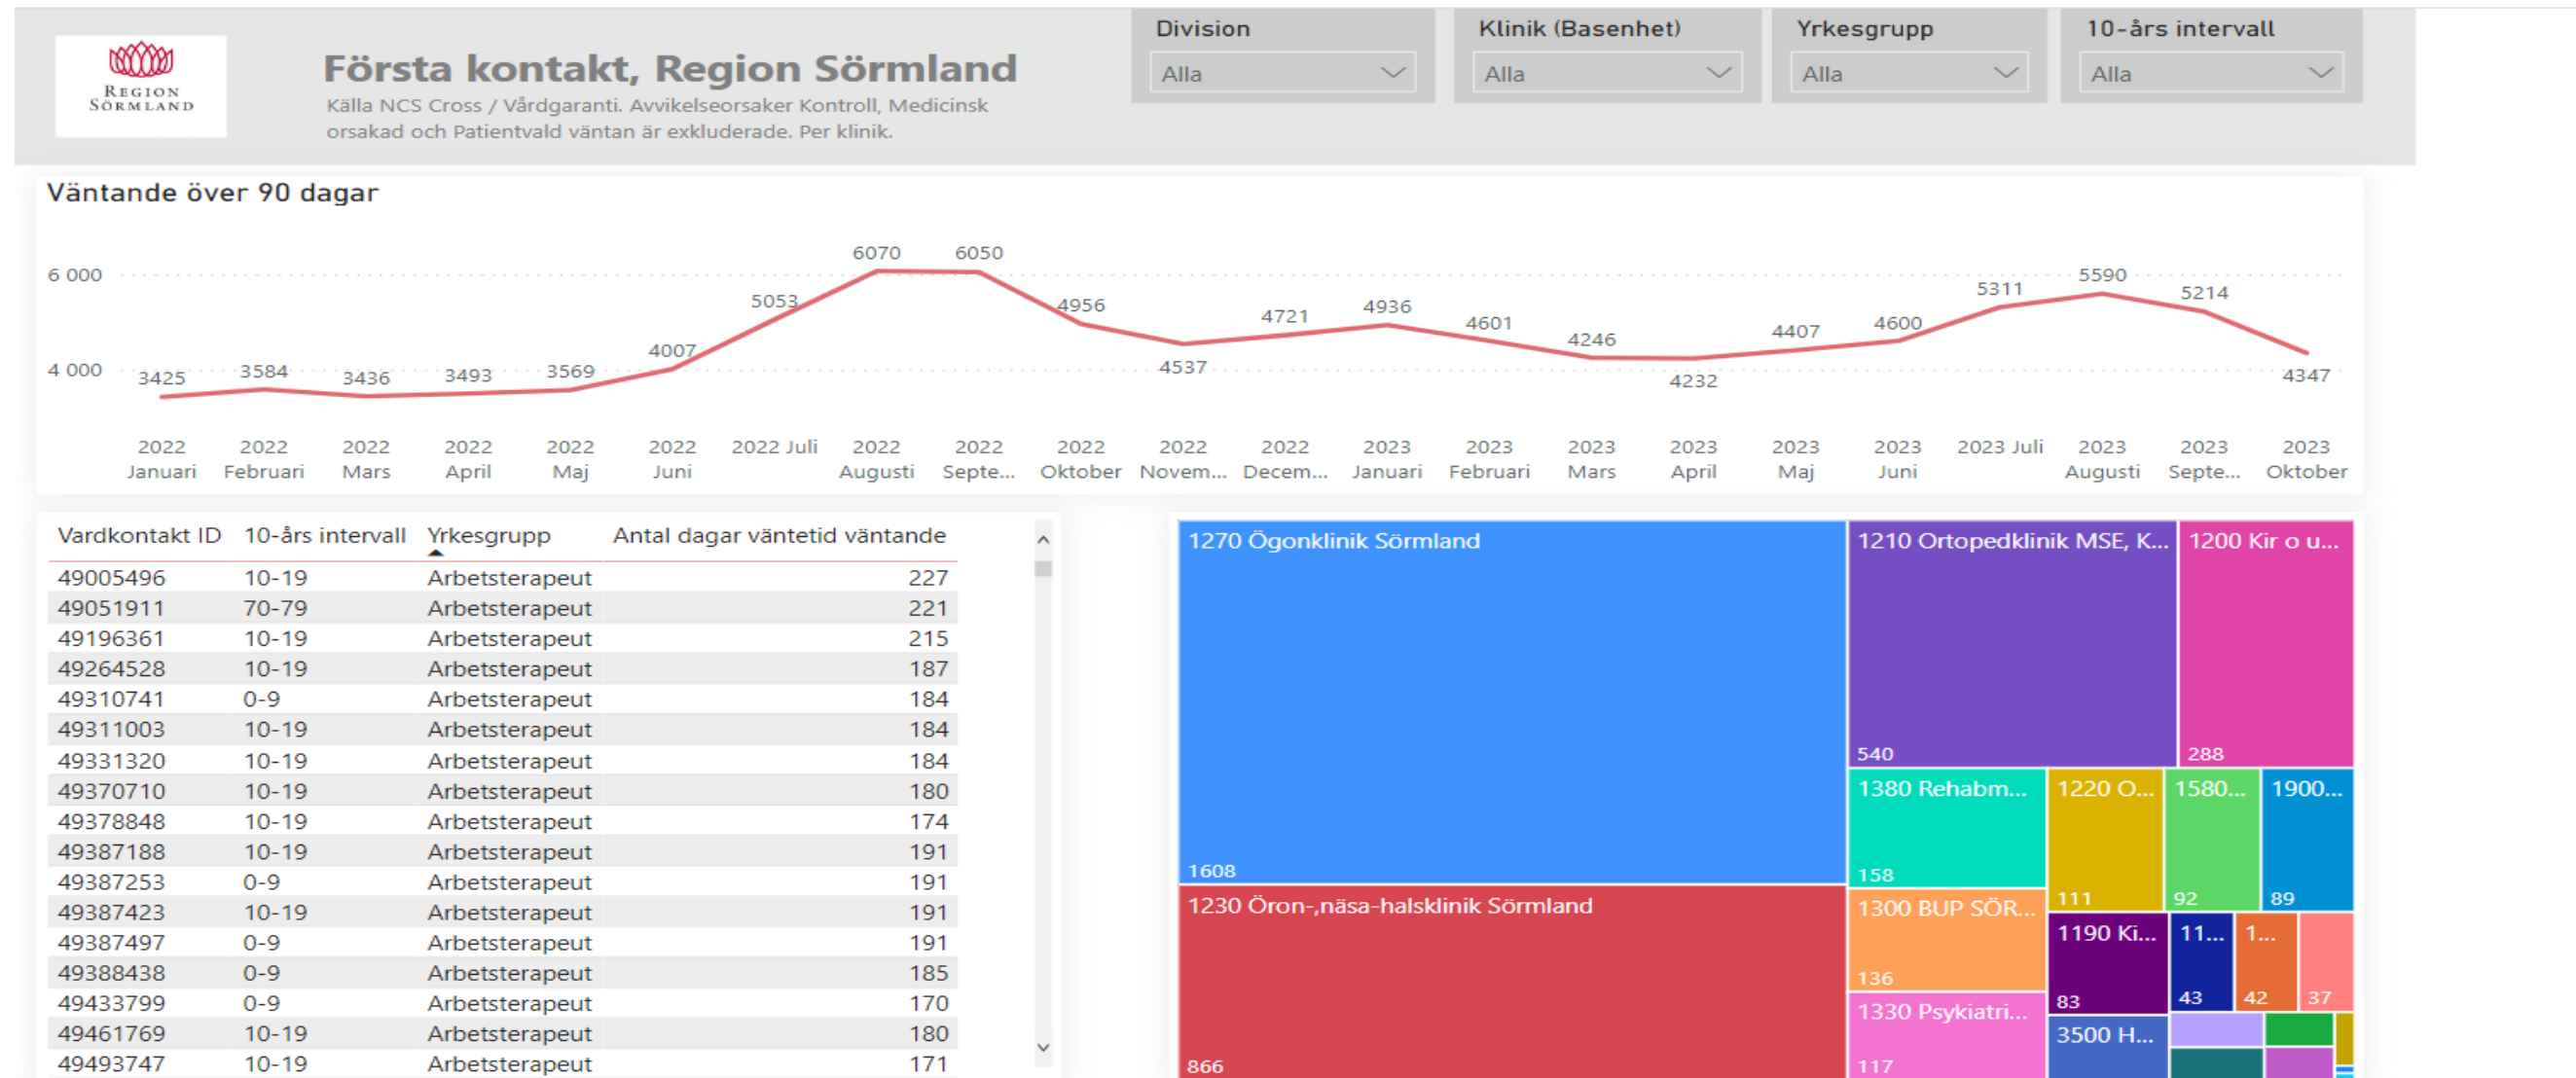 REGION
SÖRMLAND
Första kontakt, Region Sörmland
Källa NCS Cross / Vårdgaranti. Avvikelseorsaker Kontroll, Medicinsk
orsakad och Patientvald väntan är exkluderade. Per klinik.
Division
Alla
Klinik (Basenhet)
Alla
Yrkesgrupp
Alla
10-års intervall
Alla
Väntande över 90 dagar
6 000
4 000
3425 3584 3436 3493 3569 4007 5053 6070 6050 4956 4537 4721 4936 4601 4246 4232 4407 4600 5311 5590 5214 4347
2022 2022 2022 2022 2022 2022 2022 Juli 2022 2022 2022 2022 2022 2023 2023 2023 2023 2023 2023 2023 Juli 2023 2023 2023
Januari Februari Mars April Maj Juni Augusti Septe... Oktober Novem... Decem... Januari Februari Mars April Maj Juni Augusti Septe... Oktober
Vardkontakt ID 10-års intervall Yrkesgrupp Antal dagar väntetid väntande
49005496 10-19 Arbetsterapeut 227
49051911 70-79 Arbetsterapeut 221
49196361 10-19 Arbetsterapeut 215
49264528 10-19 Arbetsterapeut 187
49310741 0-9 Arbetsterapeut 184
49311003 10-19 Arbetsterapeut 184
49331320 10-19 Arbetsterapeut 184
49370710 10-19 Arbetsterapeut 180
49378848 10-19 Arbetsterapeut 174
49387188 10-19 Arbetsterapeut 191
49387253 0-9 Arbetsterapeut 191
49387423 10-19 Arbetsterapeut 191
49387497 0-9 Arbetsterapeut 191
49388438 0-9 Arbetsterapeut 185
49433799 0-9 Arbetsterapeut 170
49461769 10-19 Arbetsterapeut 180
49493747 10-19 Arbetsterapeut 171
1270 Ögonklinik Sörmland
1608
1230 Öron-,näsa-halsklinik Sörmland
866
1210 Ortopedklinik MSE, K...
540
1200 Kir o u...
288
1380 Rehabm...
158
1300 BUP SÖR...
136
1330 Psykiatri...
117
1220 O...
111
1580...
92
1900...
89
1190 Ki...
83
11...
43
1...
42
37
3500 H...